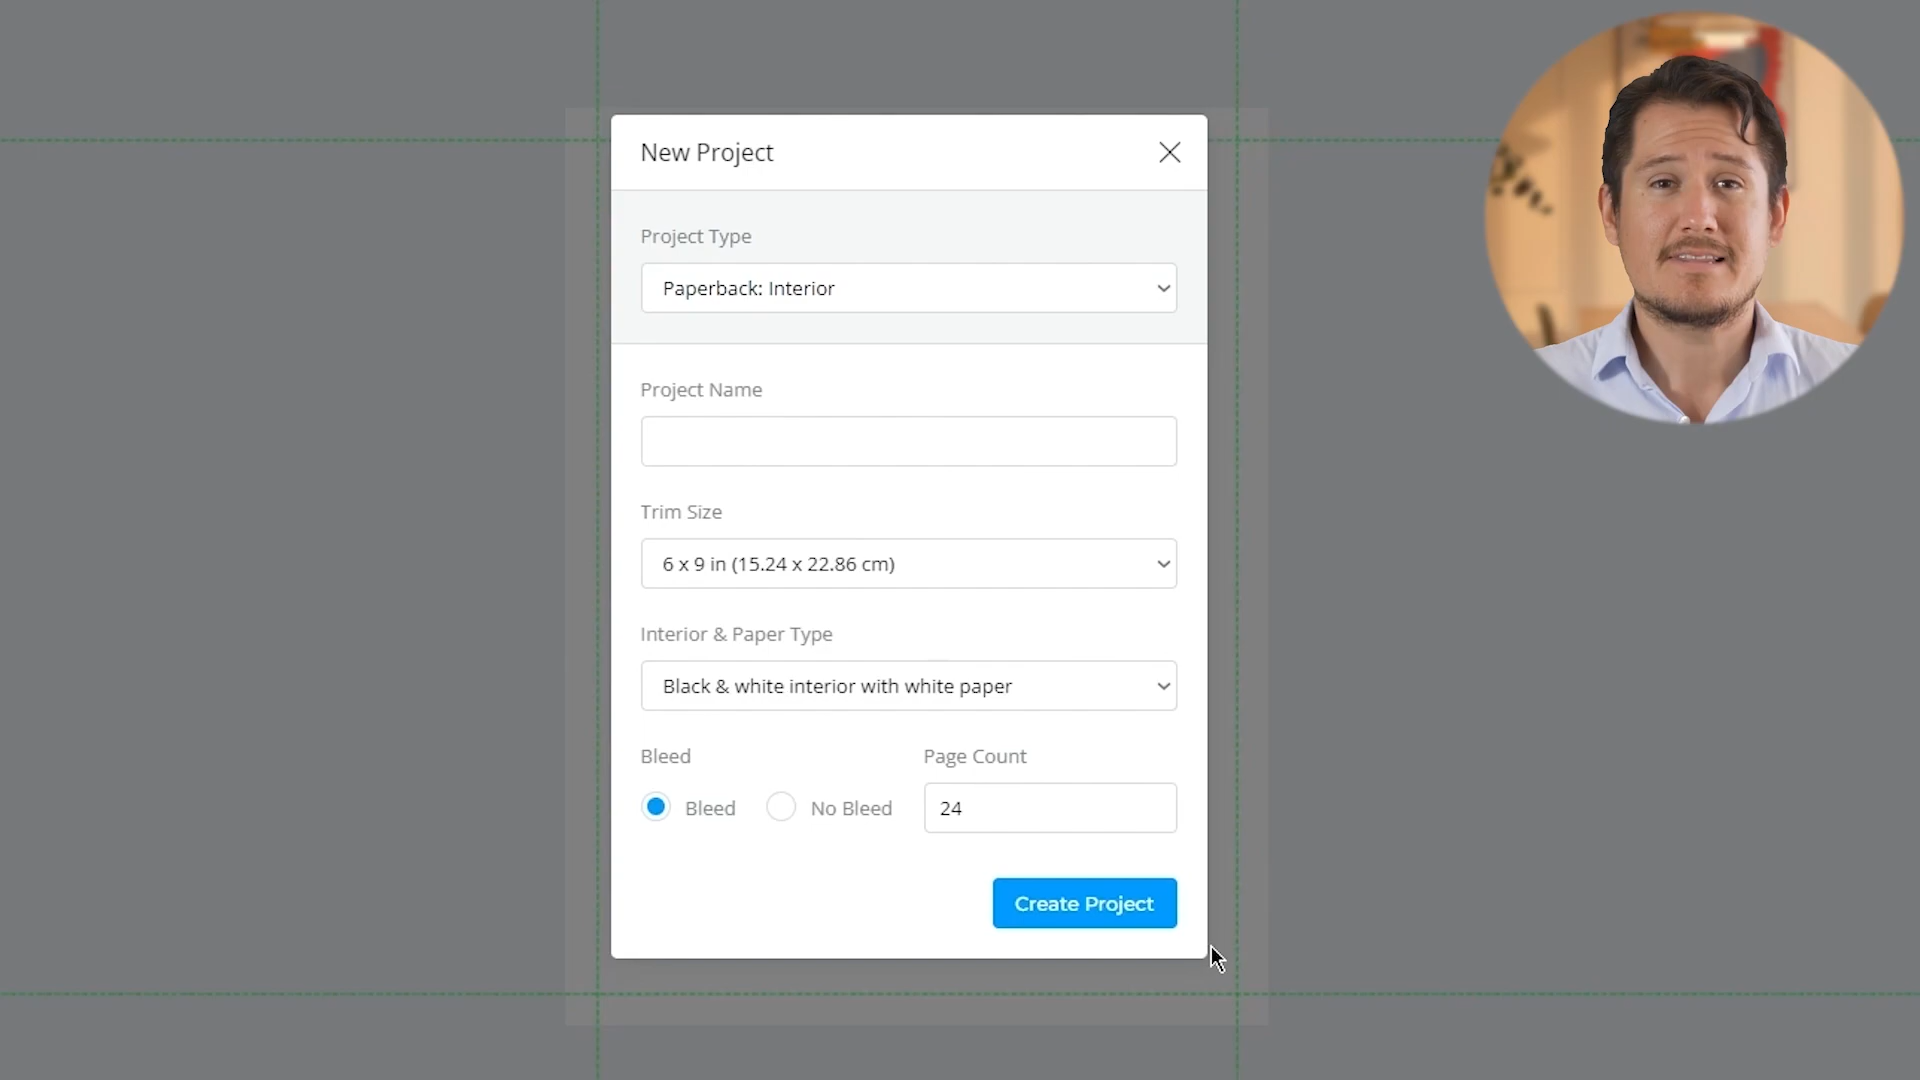 New Project
Project Type
Paperback: Interior
Project Name
Trim Size
6 x 9 in (15.24 x 22.86 cm)
Interior & Paper Type
Black & white interior with white paper
Bleed
Page Count
Bleed
No Bleed
24
Create Project